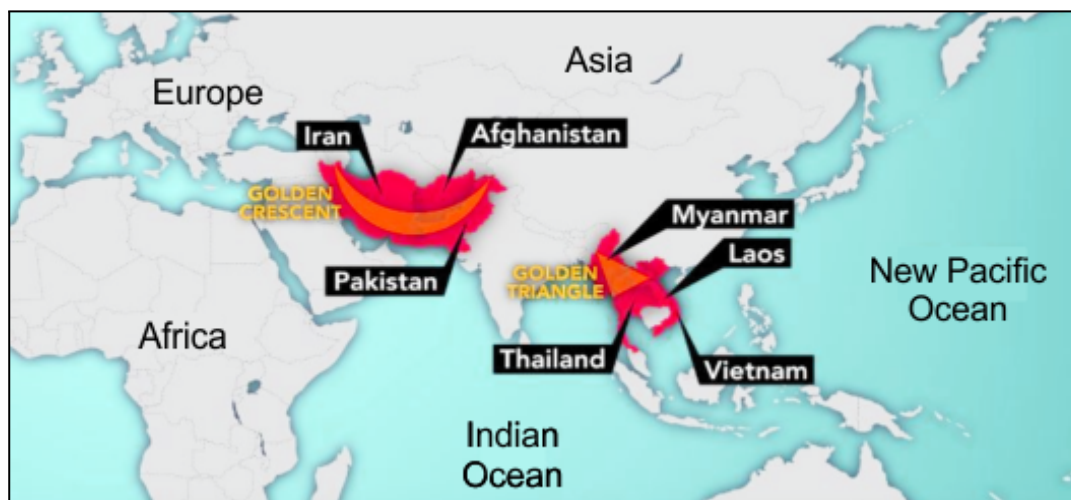 Asia
Europe
Iran
Afghanistan
GOLDEN
CRESCENT
Myanmar
Laos
Pakistan
GOLDEN
TRIANGLE
New Pacific
Ocean
Africa
Thailand
Vietnam
Indian
Ocean